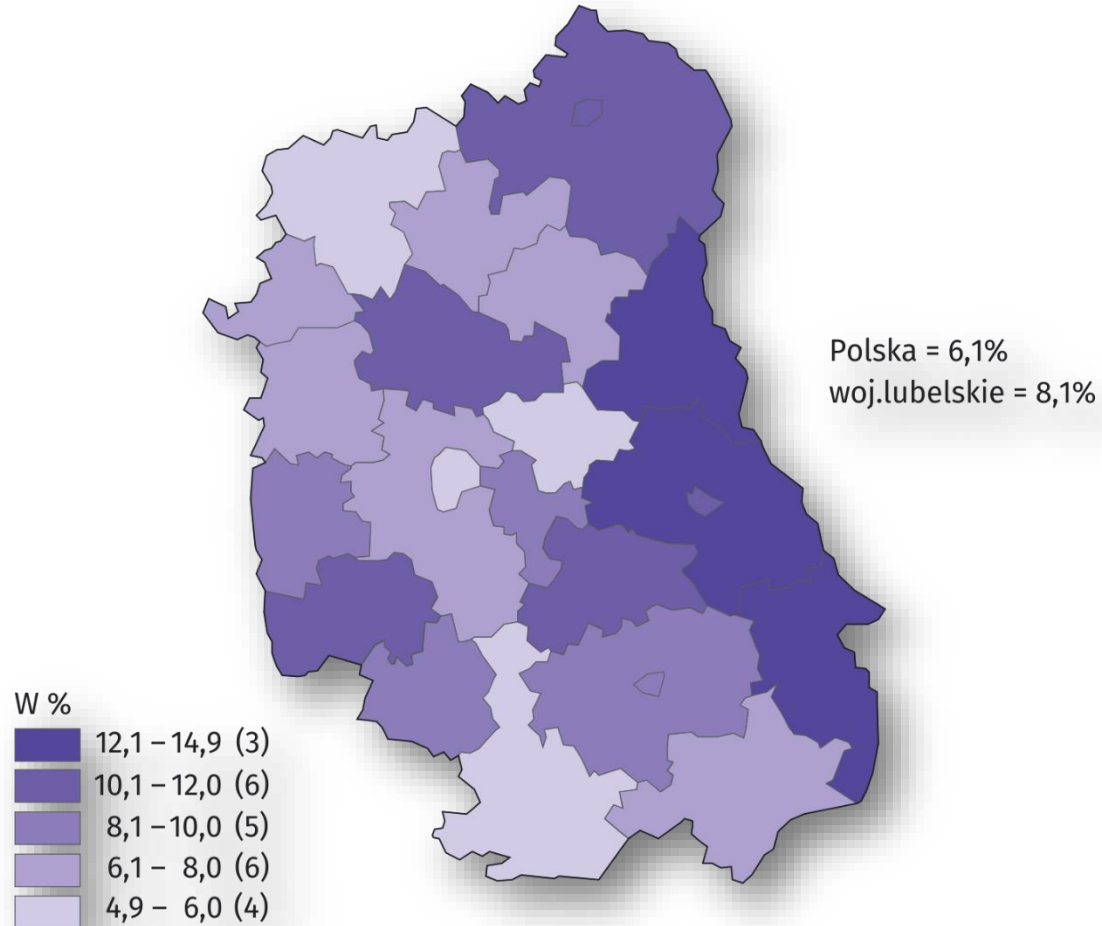 Polska = 6,1%
woj.lubelskie = 8,1%
W %
12,1 – 14,9 (3)
10,1 – 12,0 (6)
8,1 – 10,0 (5)
6,1 – 8,0 (6)
4,9 – 6,0 (4)